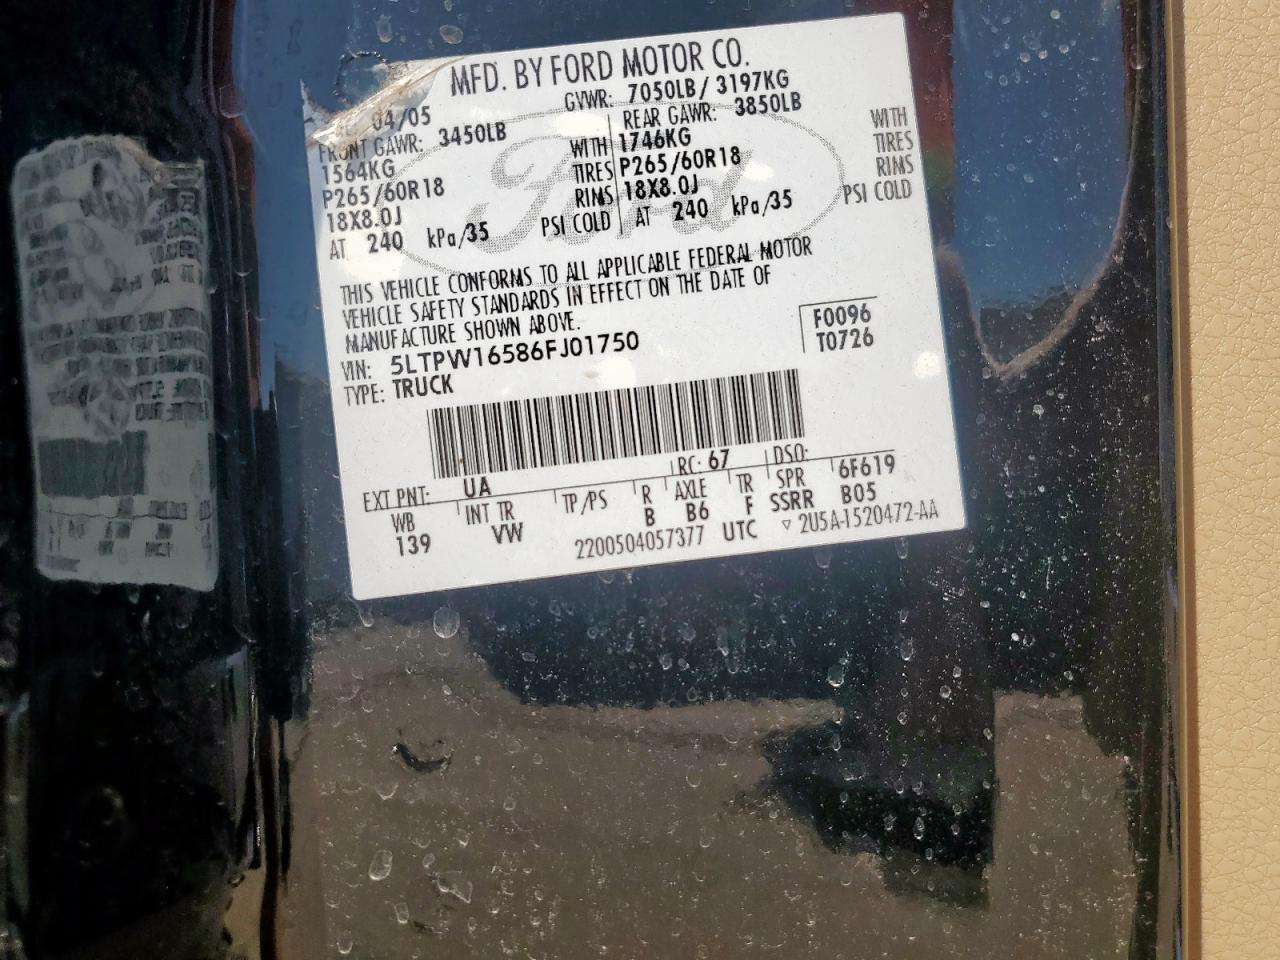 MFD. BY FORD MOTOR CO.
04/05 GVWR: 7050LB/ 3197KG
FRONT GAWR: 3450LB REAR GAWR: 3850LB
1564KG WITH 1746KG WITH
P265/60R18 TIRES P265/60R18 TIRES
18X8.0J RIMS 18X8.0J RIMS
AT 240 kPa/35 PSI COLD AT 240 kPa/35 PSI COLD
Ford
THIS VEHICLE CONFORMS TO ALL APPLICABLE FEDERAL MOTOR
VEHICLE SAFETY STANDARDS IN EFFECT ON THE DATE OF
MANUFACTURE SHOWN ABOVE.
VIN: 5LTPW16586FJ01750 F0096
TYPE: TRUCK T0726
EXT PNT: UA RC: 67 DSO:
WB INT TR TP/PS R AXLE TR SPR 6F619
139 VW B B6 F SSRR B05
2200504057377 UTC ▽ 2U5A-1520472-AA